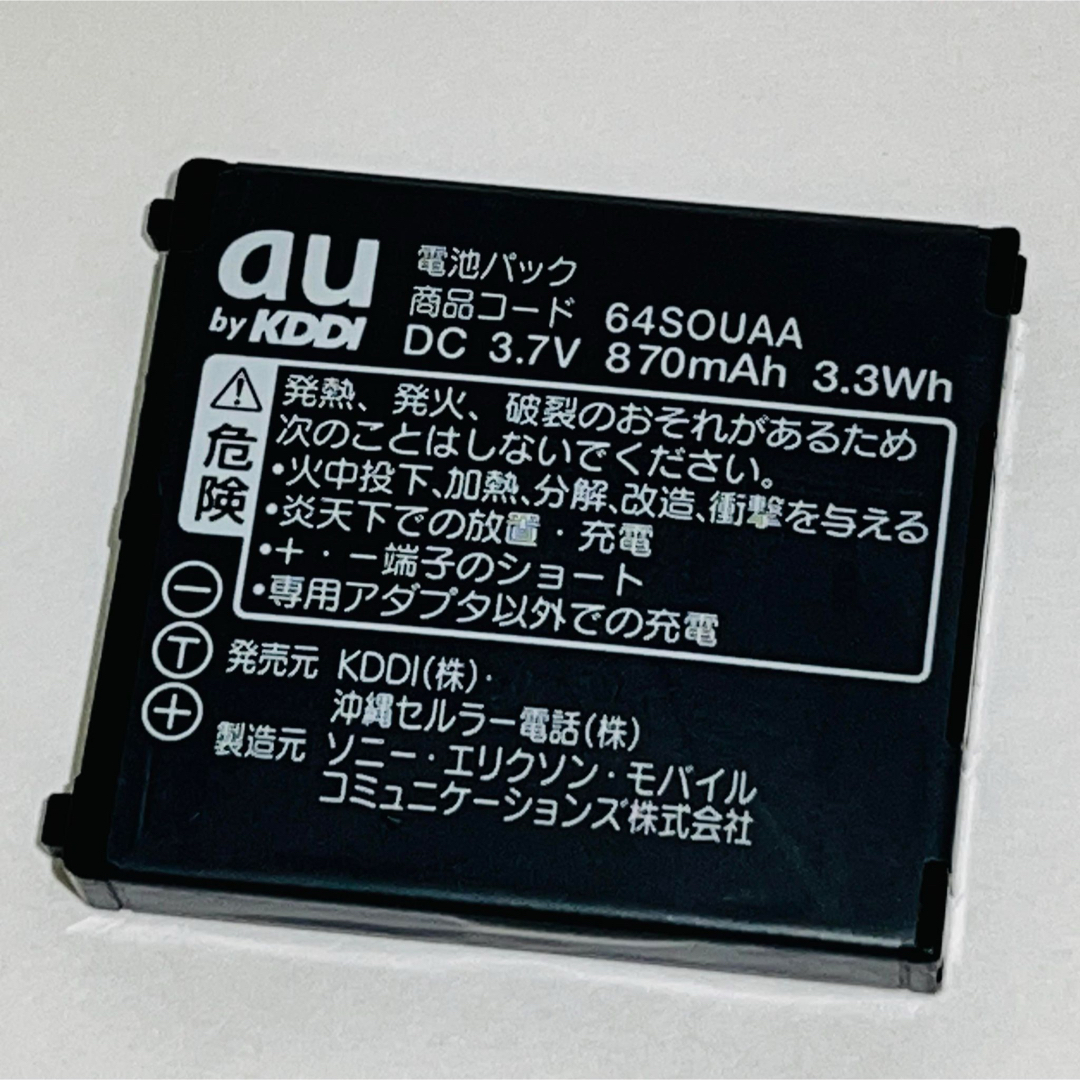 au
by KDDI
電池パック
商品コード 64SOUAA
DC 3.7V 870mAh 3.3Wh
危険
発熱、発火、破裂のおそれがあるため
次のことはしないでください。
•火中投下、加熱、分解、改造、衝撃を与える
•炎天下での放置・充電
•＋・－端子のショート
•専用アダプタ以外での充電
－
T
＋
発売元 KDDI(株)・
沖縄セルラー電話(株)
製造元 ソニー・エリクソン・モバイル
コミュニケーションズ株式会社